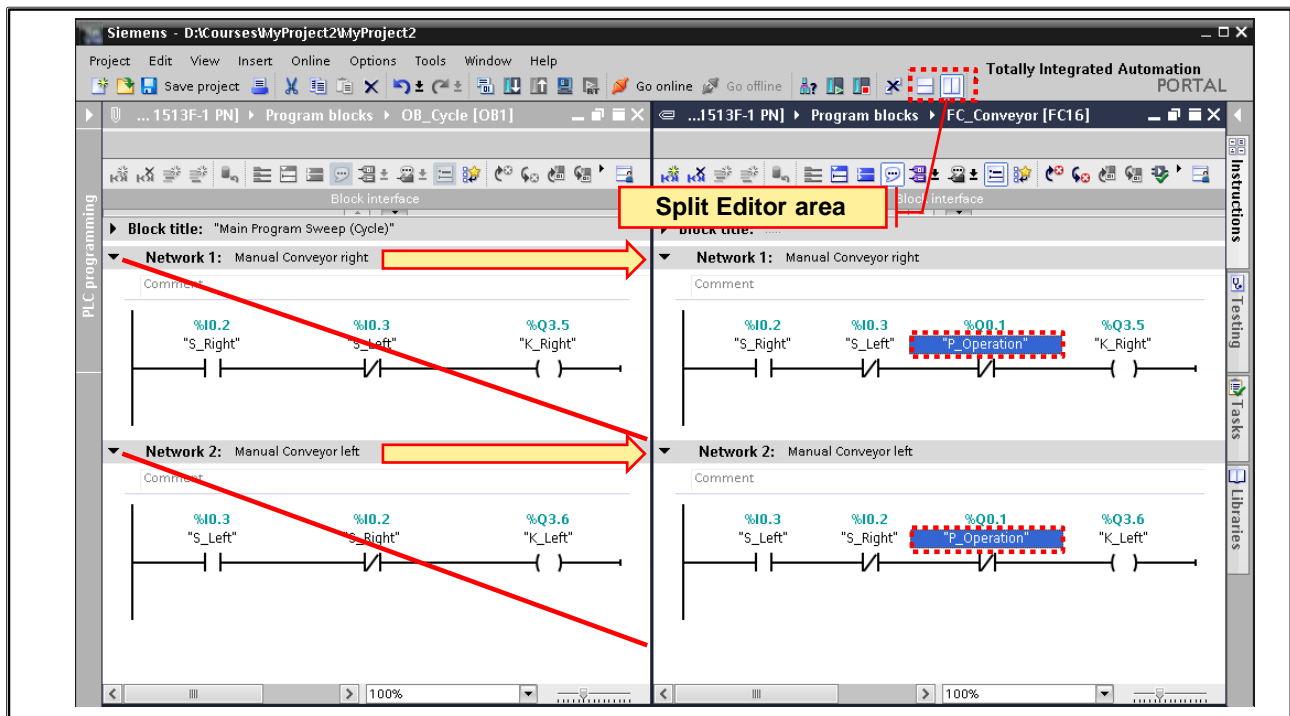 Siemens - D:\Courses\MyProject2\MyProject2
Project Edit View Insert Online Options Tools Window Help
Totally Integrated Automation
PORTAL
Save project
Go online
Go offline
... 1513F-1 PN] Program blocks OB_Cycle [OB1]
Block interface
Block title: "Main Program Sweep (Cycle)"
Network 1: Manual Conveyor right
Comment
%I0.2 %I0.3 %Q3.5
"S_Right" "S_Left" "K_Right"
Network 2: Manual Conveyor left
Comment
%I0.3 %I0.2 %Q3.6
"S_Left" "S_Right" "K_Left"
100%
...1513F-1 PN] Program blocks FC_Conveyor [FC16]
Split Editor area
Block interface
Block title: .....
Network 1: Manual Conveyor right
Comment
%I0.2 %I0.3 %Q0.1 %Q3.5
"S_Right" "S_Left" "P_Operation" "K_Right"
Network 2: Manual Conveyor left
Comment
%I0.3 %I0.2 %Q0.1 %Q3.6
"S_Left" "S_Right" "P_Operation" "K_Left"
100%
PLC programming
Instructions
Testing
Tasks
Libraries